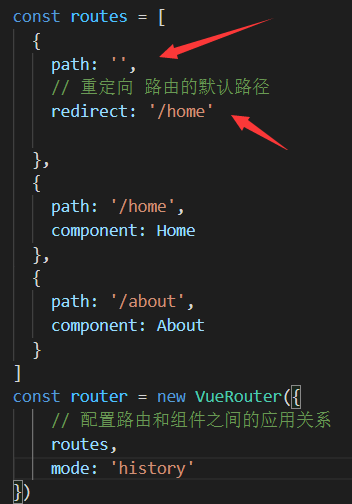 const routes = [
  {
    path: '',
    // 重定向 路由的默认路径
    redirect: '/home'
  },
  {
    path: '/home',
    component: Home
  },
  {
    path: '/about',
    component: About
  }
]
const router = new VueRouter({
    // 配置路由和组件之间的应用关系
    routes,
    mode: 'history'
})